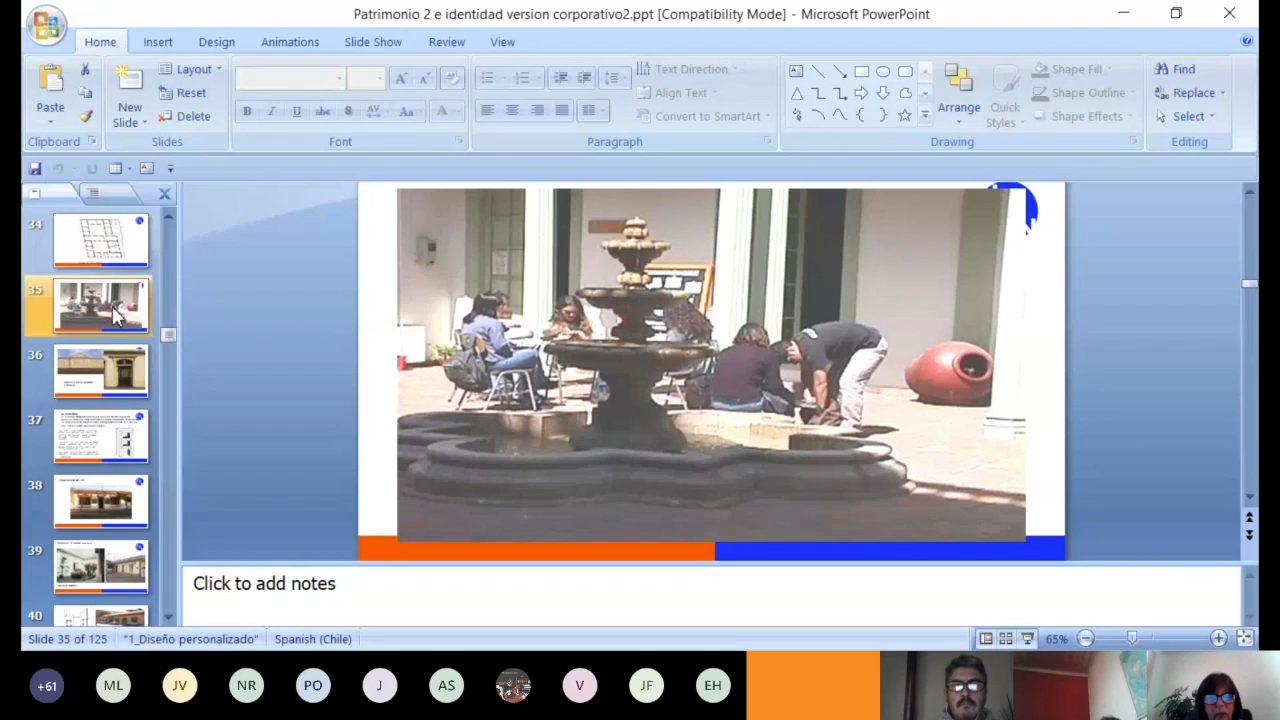 Patrimonio 2 e identidad version corporativo2.ppt [Compatibility Mode] - Microsoft PowerPoint
Home Insert Design Animations Slide Show Review View
Paste
Clipboard
New Slide
Layout
Reset
Delete
Slides
B I U abc S AV Aa A
Font
Text Direction
Align Text
Convert to SmartArt
Paragraph
Arrange
Quick Styles
Shape Fill
Shape Outline
Shape Effects
Drawing
Find
Replace
Select
Editing
34
35
36
37
38
39
40
Click to add notes
Slide 35 of 125 "1_Diseño personalizado" Spanish (Chile) 65%
+61 ML JV NR PO J AS V JF EH